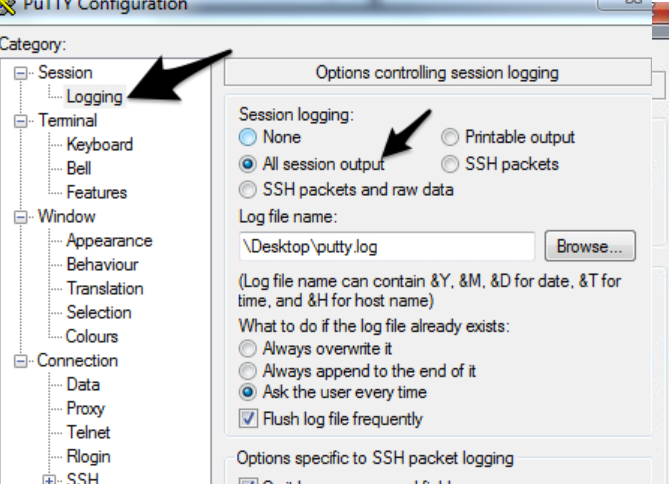 PuTTY Configuration
Category:
Session
Logging
Terminal
Keyboard
Bell
Features
Window
Appearance
Behaviour
Translation
Selection
Colours
Connection
Data
Proxy
Telnet
Rlogin
SSH
Options controlling session logging
Session logging:
None
Printable output
All session output
SSH packets
SSH packets and raw data
Log file name:
\Desktop\putty.log
Browse...
(Log file name can contain &Y, &M, &D for date, &T for
time, and &H for host name)
What to do if the log file already exists:
Always overwrite it
Always append to the end of it
Ask the user every time
Flush log file frequently
Options specific to SSH packet logging